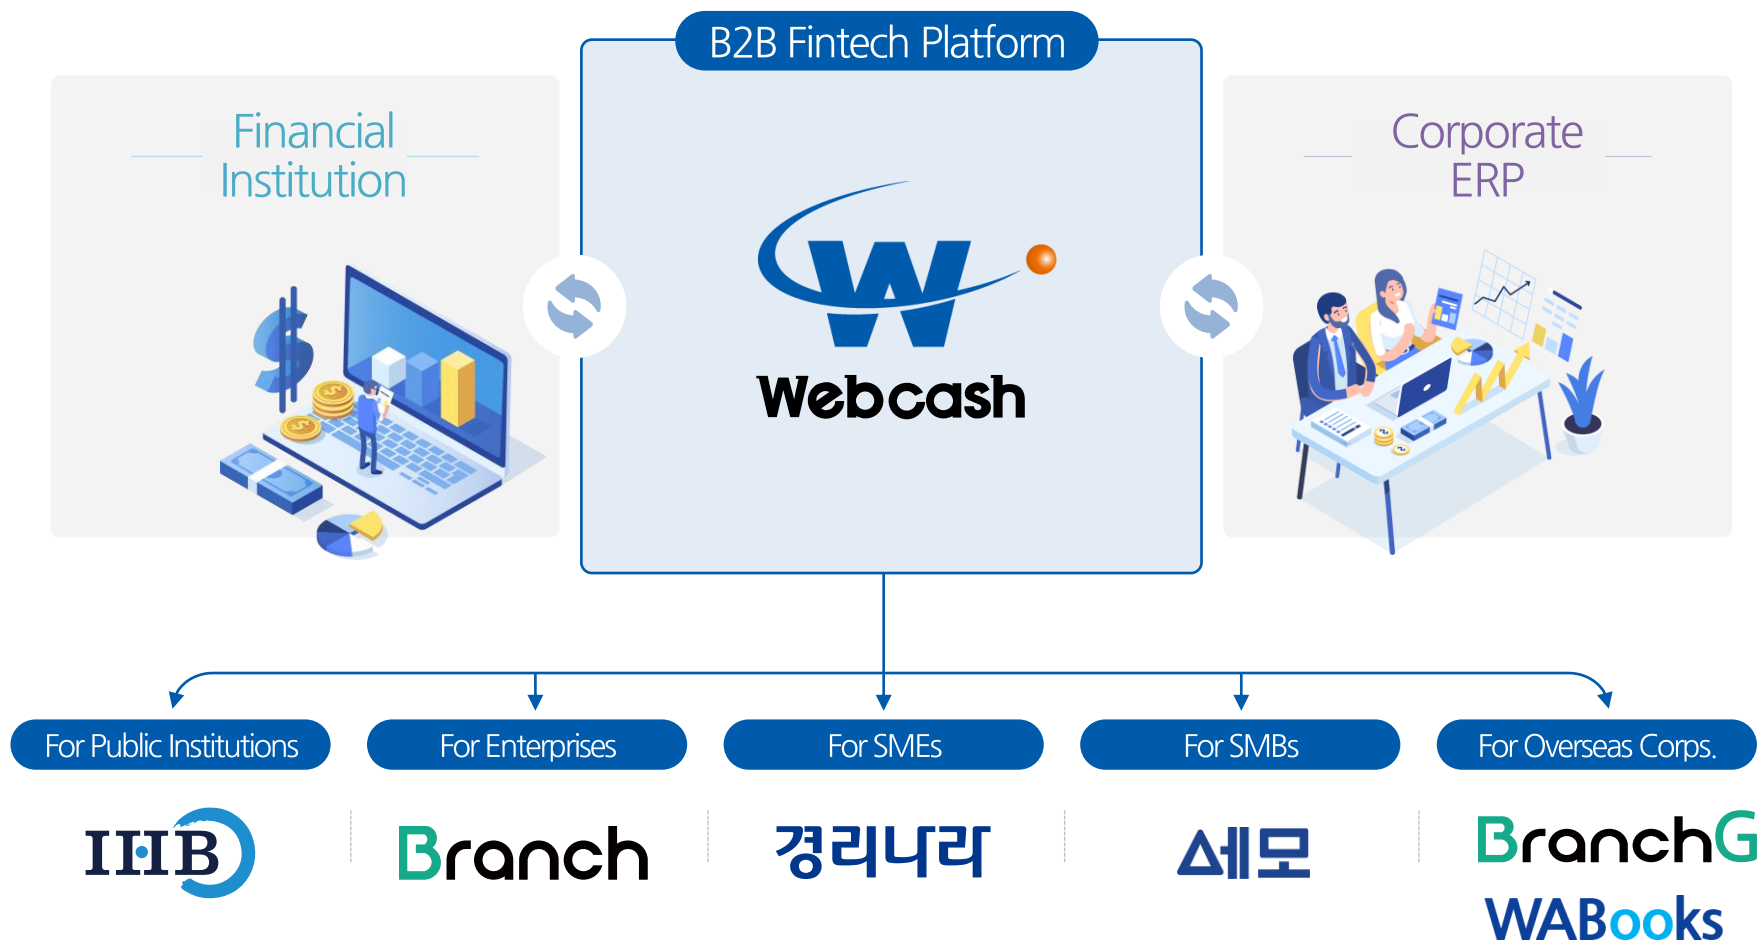 B2B Fintech Platform
Financial
Institution
Webcash
Corporate
ERP
For Public Institutions
For Enterprises
For SMEs
For SMBs
For Overseas Corps.
IHB
Branch
경리나라
세모
BranchG
WABooks